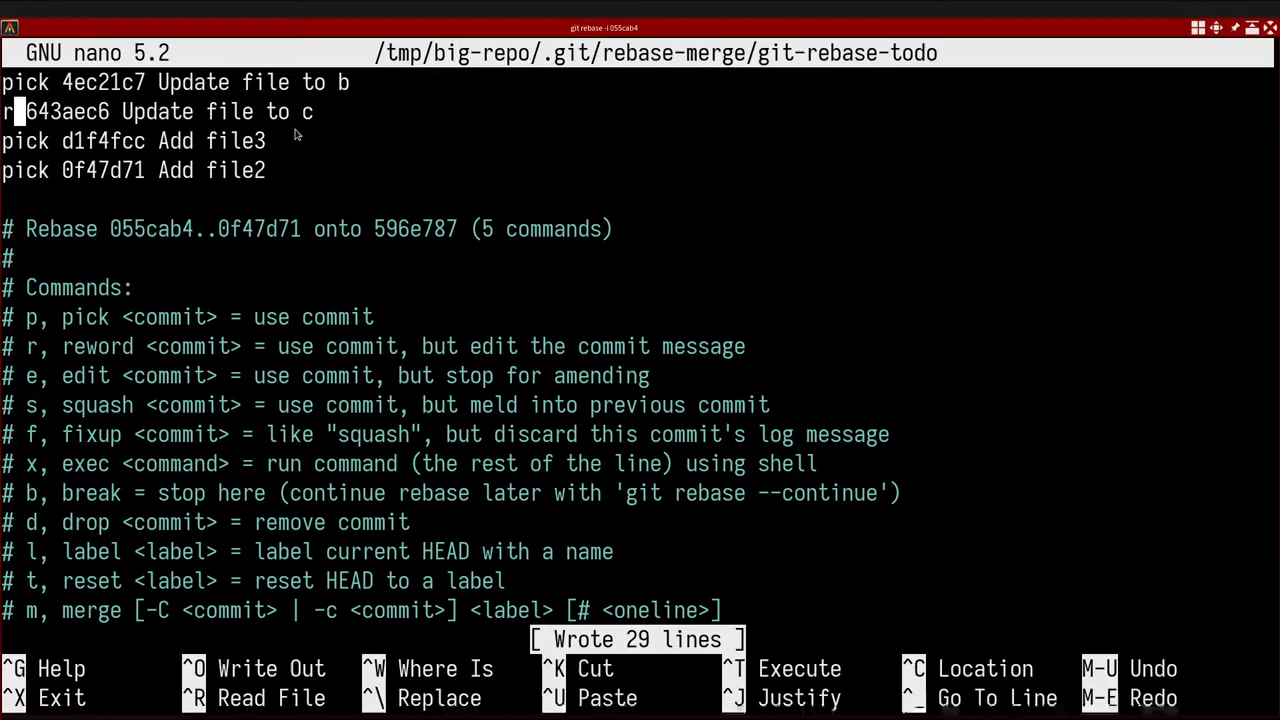 git rebase -i 055cab4
GNU nano 5.2 /tmp/big-repo/.git/rebase-merge/git-rebase-todo
pick 4ec21c7 Update file to b
r 643aec6 Update file to c
pick d1f4fcc Add file3
pick 0f47d71 Add file2
# Rebase 055cab4..0f47d71 onto 596e787 (5 commands)
#
# Commands:
# p, pick <commit> = use commit
# r, reword <commit> = use commit, but edit the commit message
# e, edit <commit> = use commit, but stop for amending
# s, squash <commit> = use commit, but meld into previous commit
# f, fixup <commit> = like "squash", but discard this commit's log message
# x, exec <command> = run command (the rest of the line) using shell
# b, break = stop here (continue rebase later with 'git rebase --continue')
# d, drop <commit> = remove commit
# l, label <label> = label current HEAD with a name
# t, reset <label> = reset HEAD to a label
# m, merge [-C <commit> | -c <commit>] <label> [# <oneline>]
[ Wrote 29 lines ]
^G Help ^O Write Out ^W Where Is ^K Cut ^T Execute ^C Location M-U Undo
^X Exit ^R Read File ^\ Replace ^U Paste ^J Justify ^_ Go To Line M-E Redo